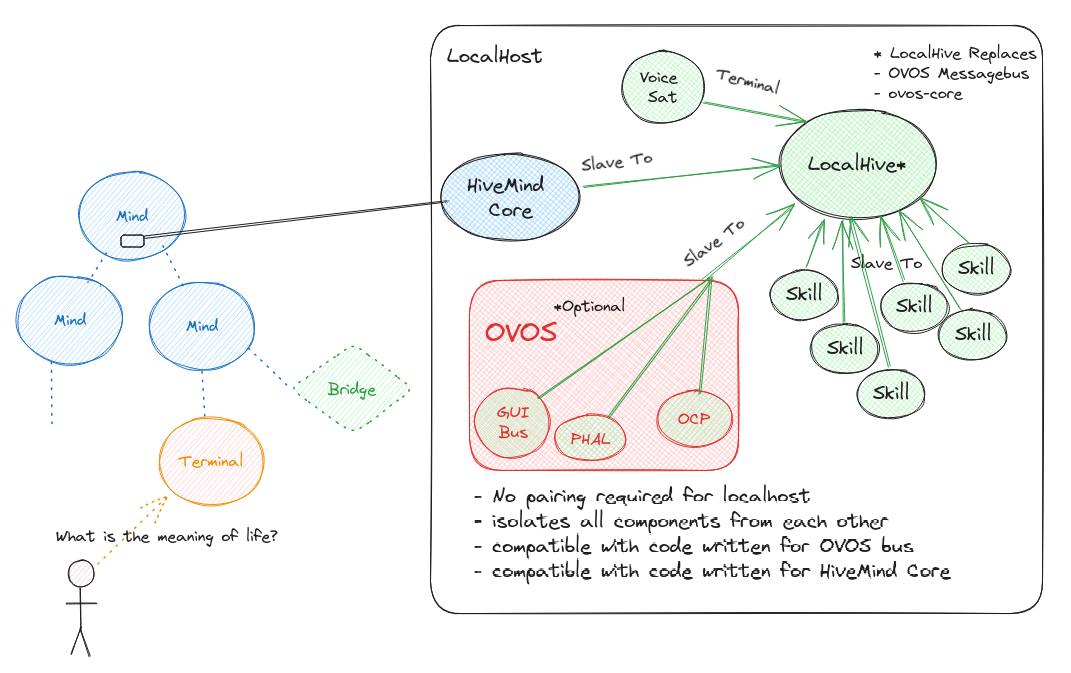 LocalHost
* LocalHive Replaces
- OVOS Messagebus
- ovos-core
Voice
Sat
Terminal
LocalHive*
Slave To
HiveMind
Core
Mind
Mind
Mind
Bridge
Terminal
What is the meaning of life?
Slave To
Slave To
Skill
Skill
Skill
Skill
Skill
Skill
*Optional
OVOS
GUI
Bus
PHAL
OCP
- No pairing required for localhost
- isolates all components from each other
- compatible with code written for OVOS bus
- compatible with code written for HiveMind Core